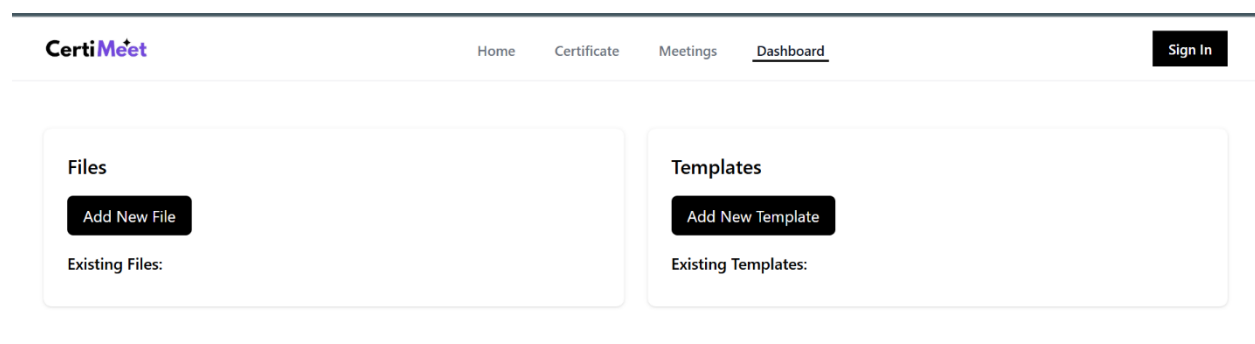 CertiMeet
Home Certificate Meetings Dashboard
Sign In
Files
Add New File
Existing Files:
Templates
Add New Template
Existing Templates: